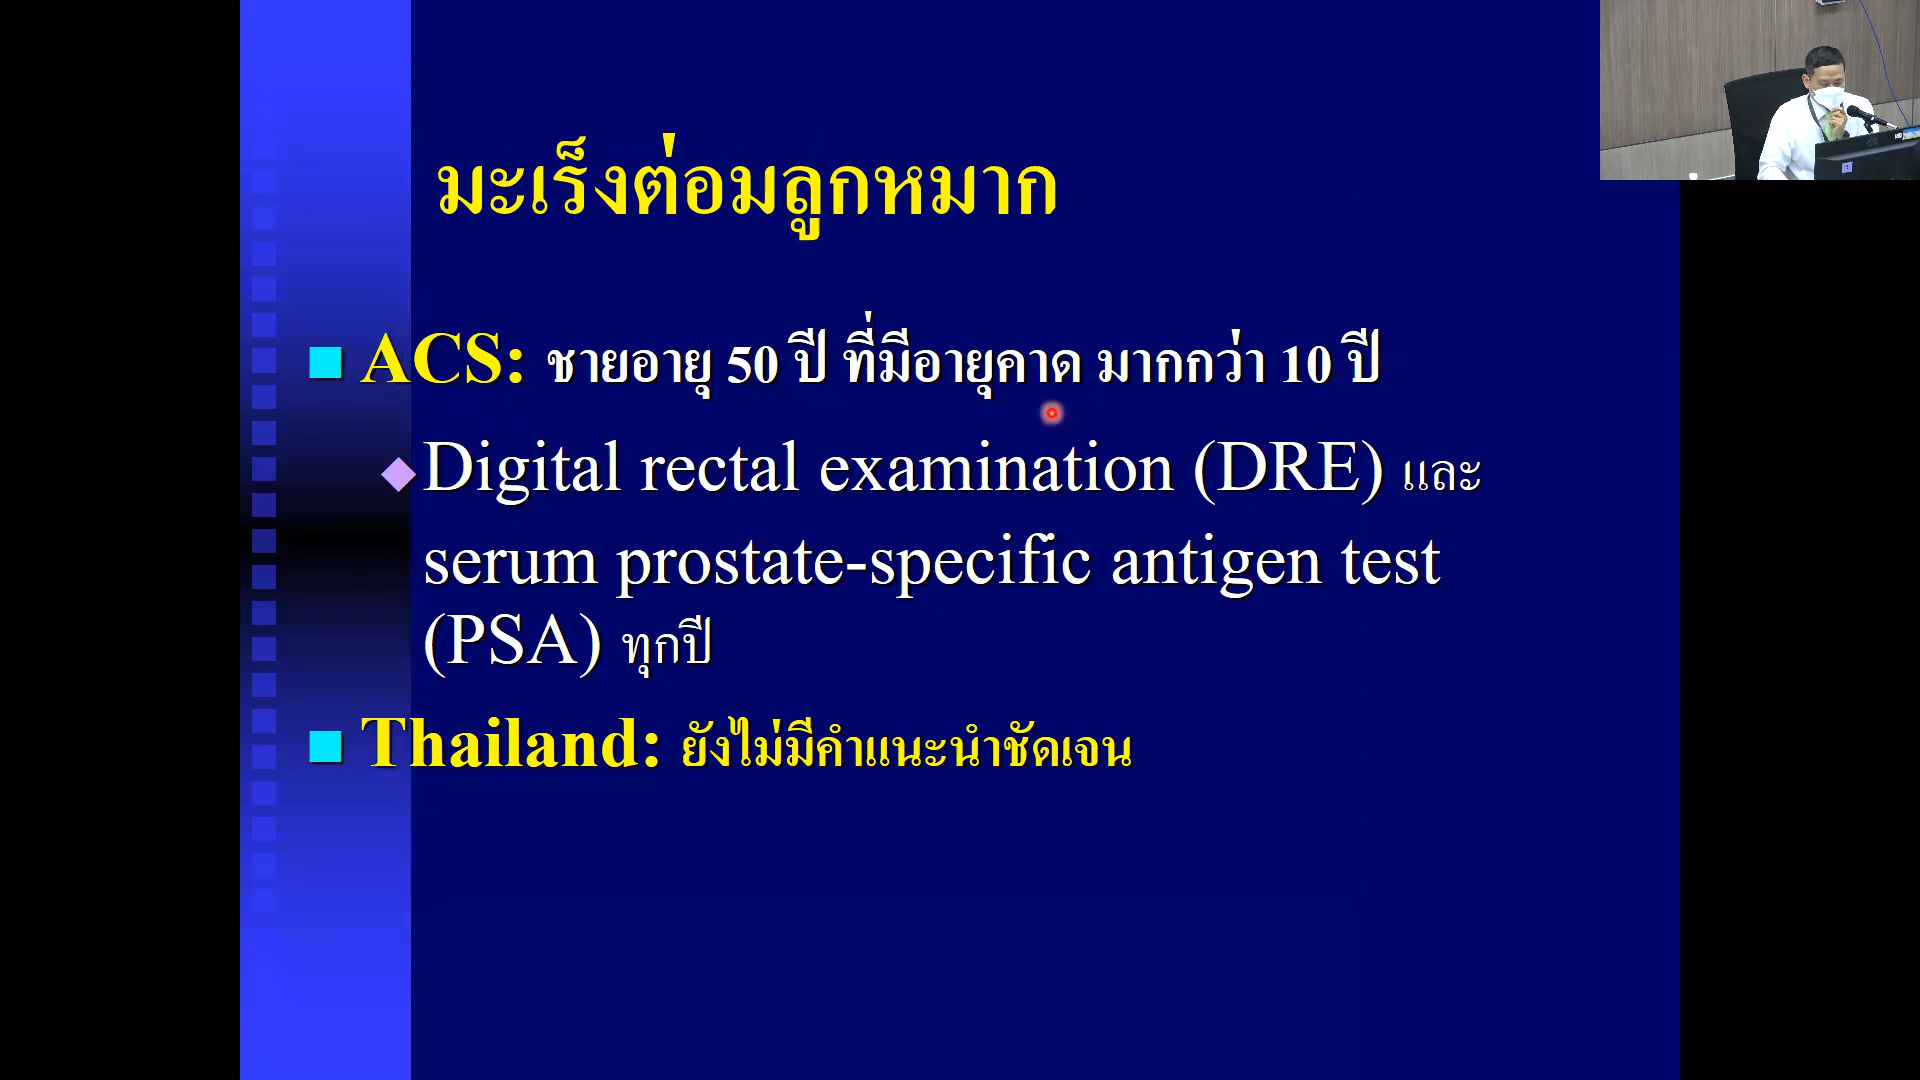 มะเร็งต่อมลูกหมาก
ACS: ชายอายุ 50 ปี ที่มีอายุคาด มากกว่า 10 ปี
Digital rectal examination (DRE) และ
serum prostate-specific antigen test
(PSA) ทุกปี
Thailand: ยังไม่มีคำแนะนำชัดเจน